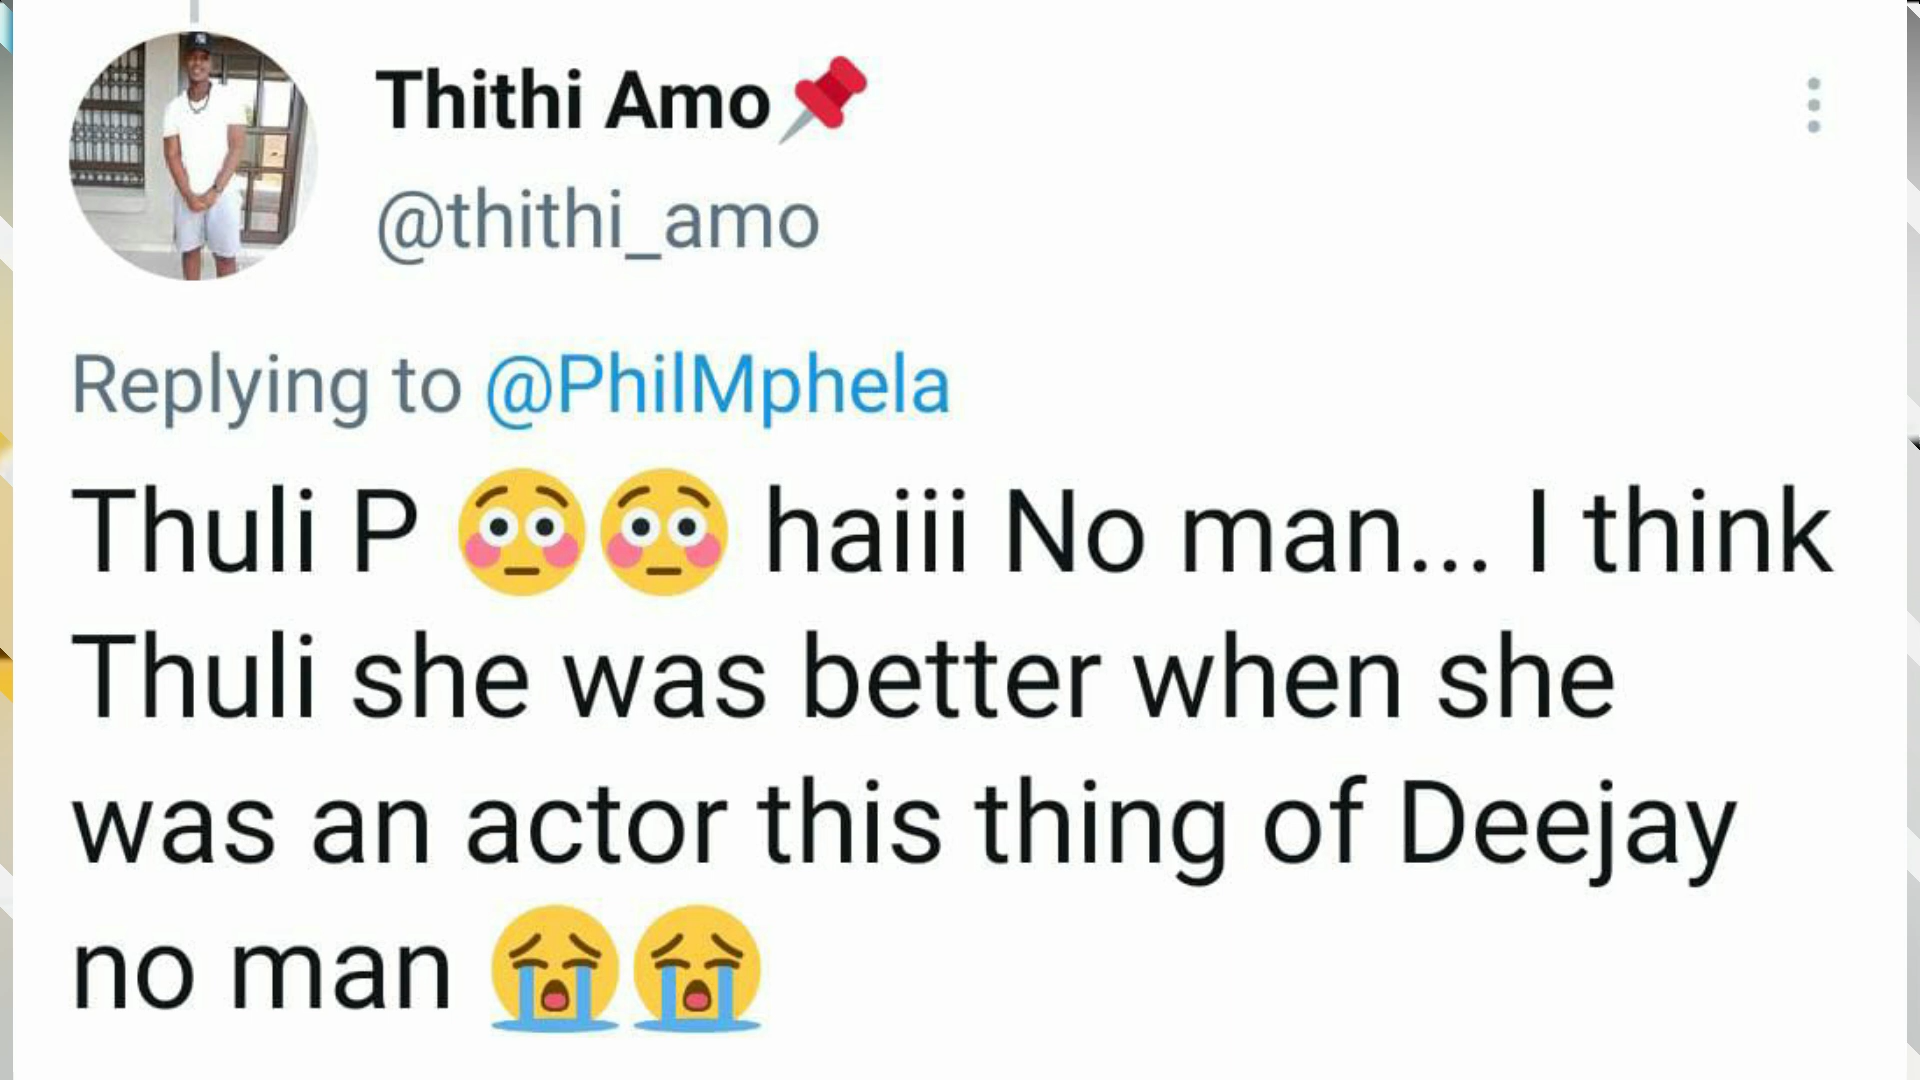 Thithi Amo📌
@thithi_amo
Replying to @PhilMphela
Thuli P 😳😳 haiii No man... I think
Thuli she was better when she
was an actor this thing of Deejay
no man 😭😭